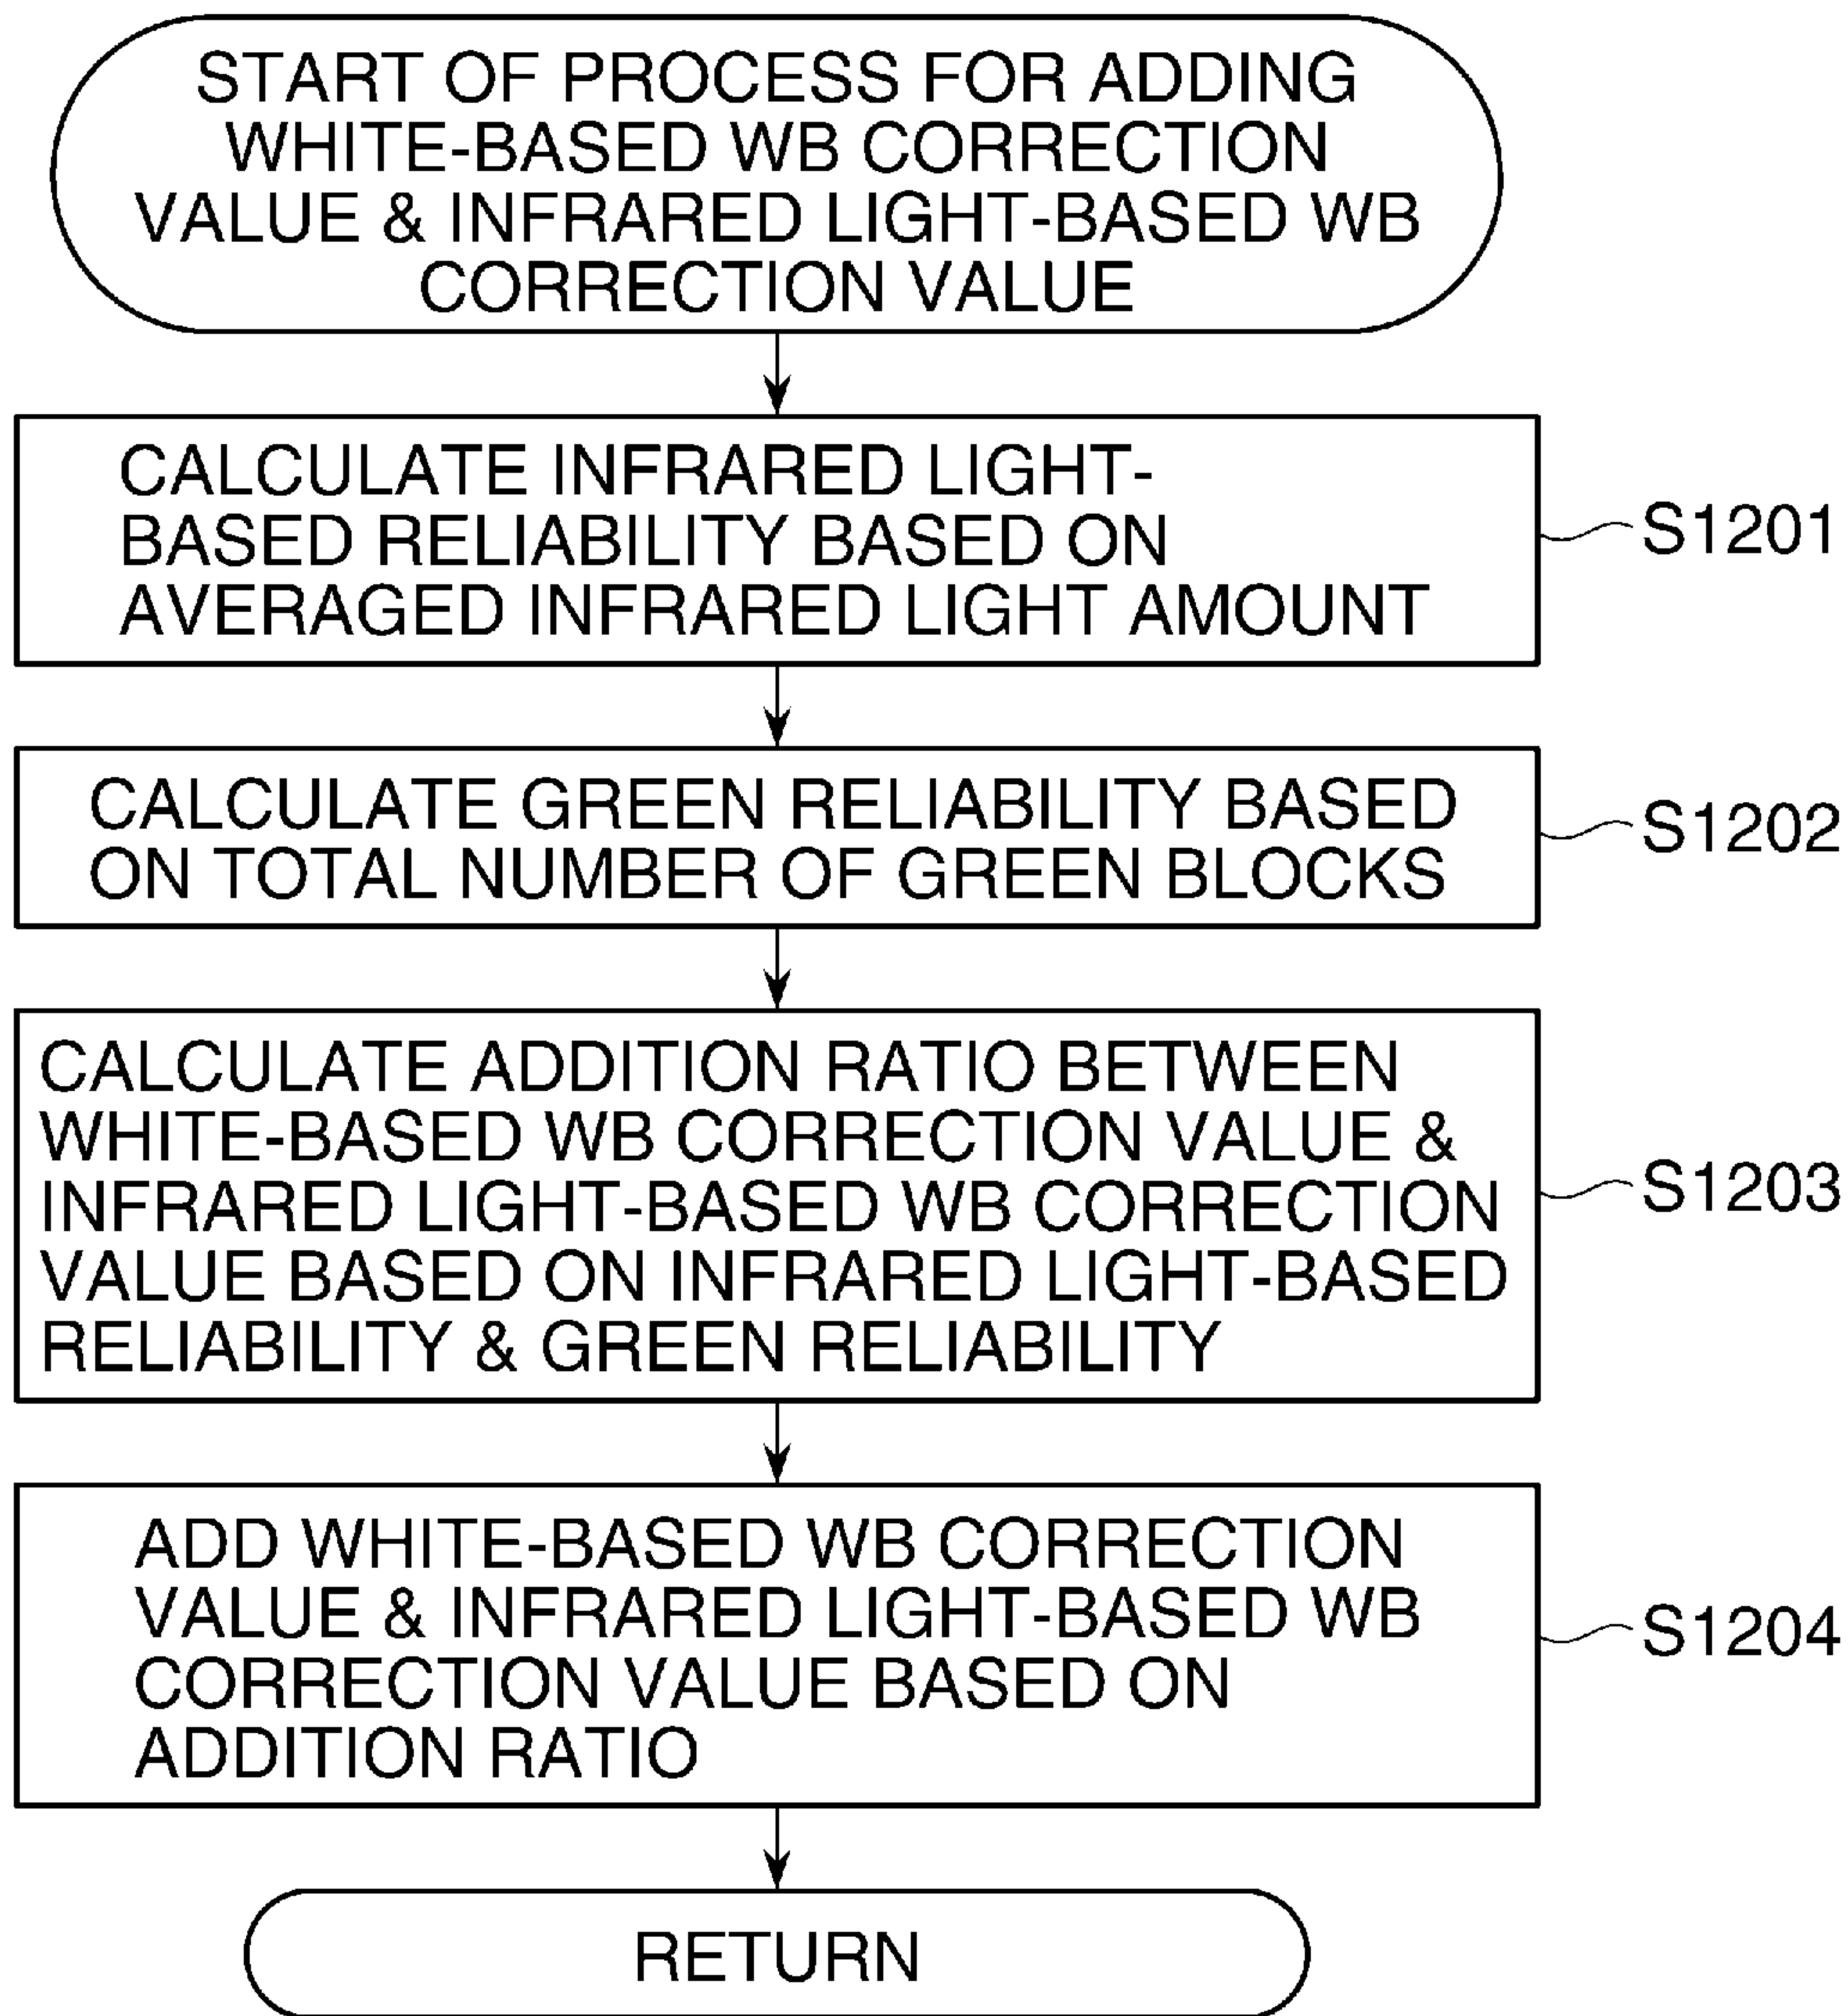 START OF PROCESS FOR ADDING
WHITE-BASED WB CORRECTION
VALUE & INFRARED LIGHT-BASED WB
CORRECTION VALUE
CALCULATE INFRARED LIGHT-
BASED RELIABILITY BASED ON
AVERAGED INFRARED LIGHT AMOUNT
S1201
CALCULATE GREEN RELIABILITY BASED
ON TOTAL NUMBER OF GREEN BLOCKS
S1202
CALCULATE ADDITION RATIO BETWEEN
WHITE-BASED WB CORRECTION VALUE &
INFRARED LIGHT-BASED WB CORRECTION
VALUE BASED ON INFRARED LIGHT-BASED
RELIABILITY & GREEN RELIABILITY
S1203
ADD WHITE-BASED WB CORRECTION
VALUE & INFRARED LIGHT-BASED WB
CORRECTION VALUE BASED ON
ADDITION RATIO
S1204
RETURN